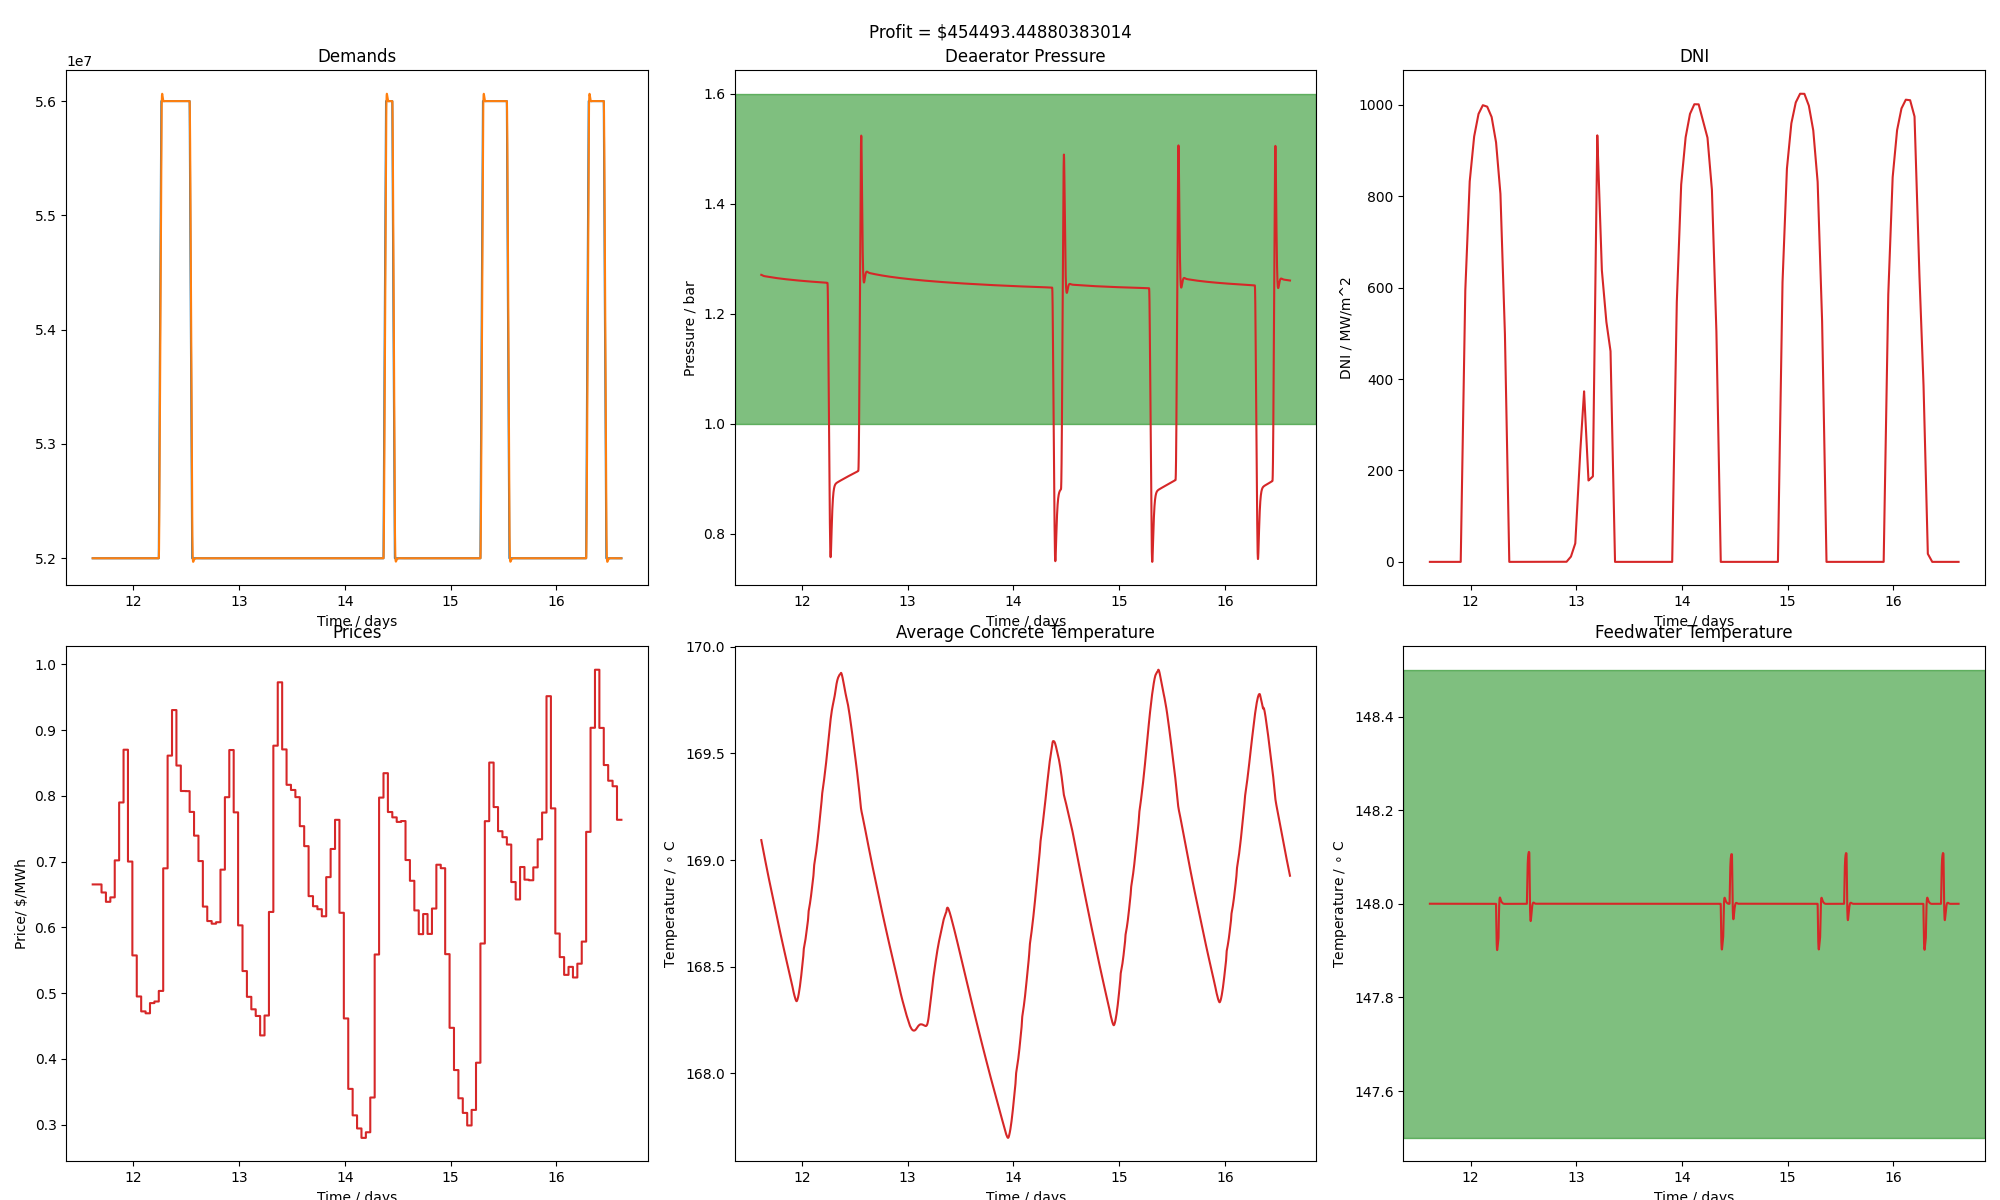 Profit = $454493.44880383014
Demands
1e7
5.6
5.5
5.4
5.3
5.2
12 13 14 15 16
Time / days
Deaerator Pressure
Pressure / bar
1.6
1.4
1.2
1.0
0.8
12 13 14 15 16
Time / days
DNI
DNI / MW/m^2
1000
800
600
400
200
0
12 13 14 15 16
Time / days
Prices
Price/ $/MWh
1.0
0.9
0.8
0.7
0.6
0.5
0.4
0.3
12 13 14 15 16
Time / days
Average Concrete Temperature
Temperature / ∘ C
170.0
169.5
169.0
168.5
168.0
12 13 14 15 16
Time / days
Feedwater Temperature
Temperature / ∘ C
148.4
148.2
148.0
147.8
147.6
12 13 14 15 16
Time / days